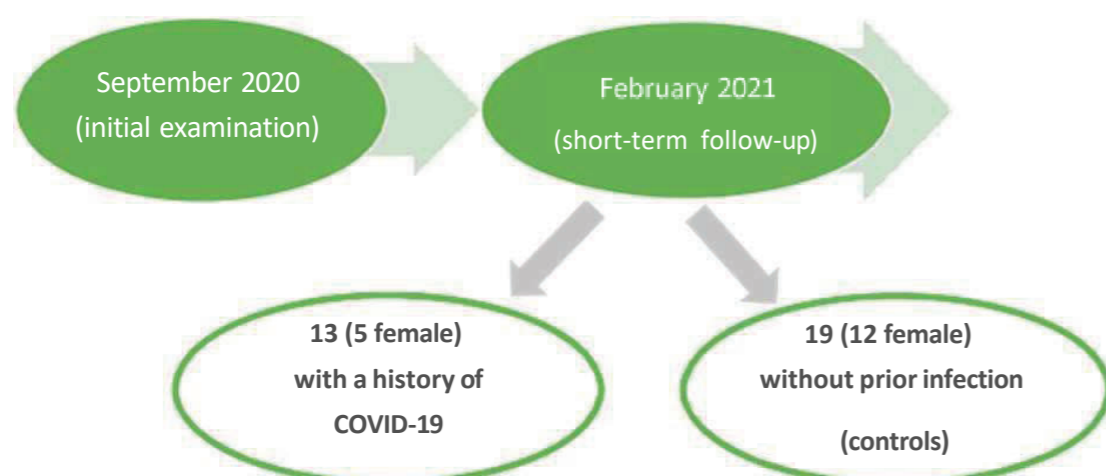 September 2020
(initial examination)
February 2021
(short-term follow-up)
13 (5 female)
with a history of
COVID-19
19 (12 female)
without prior infection
(controls)